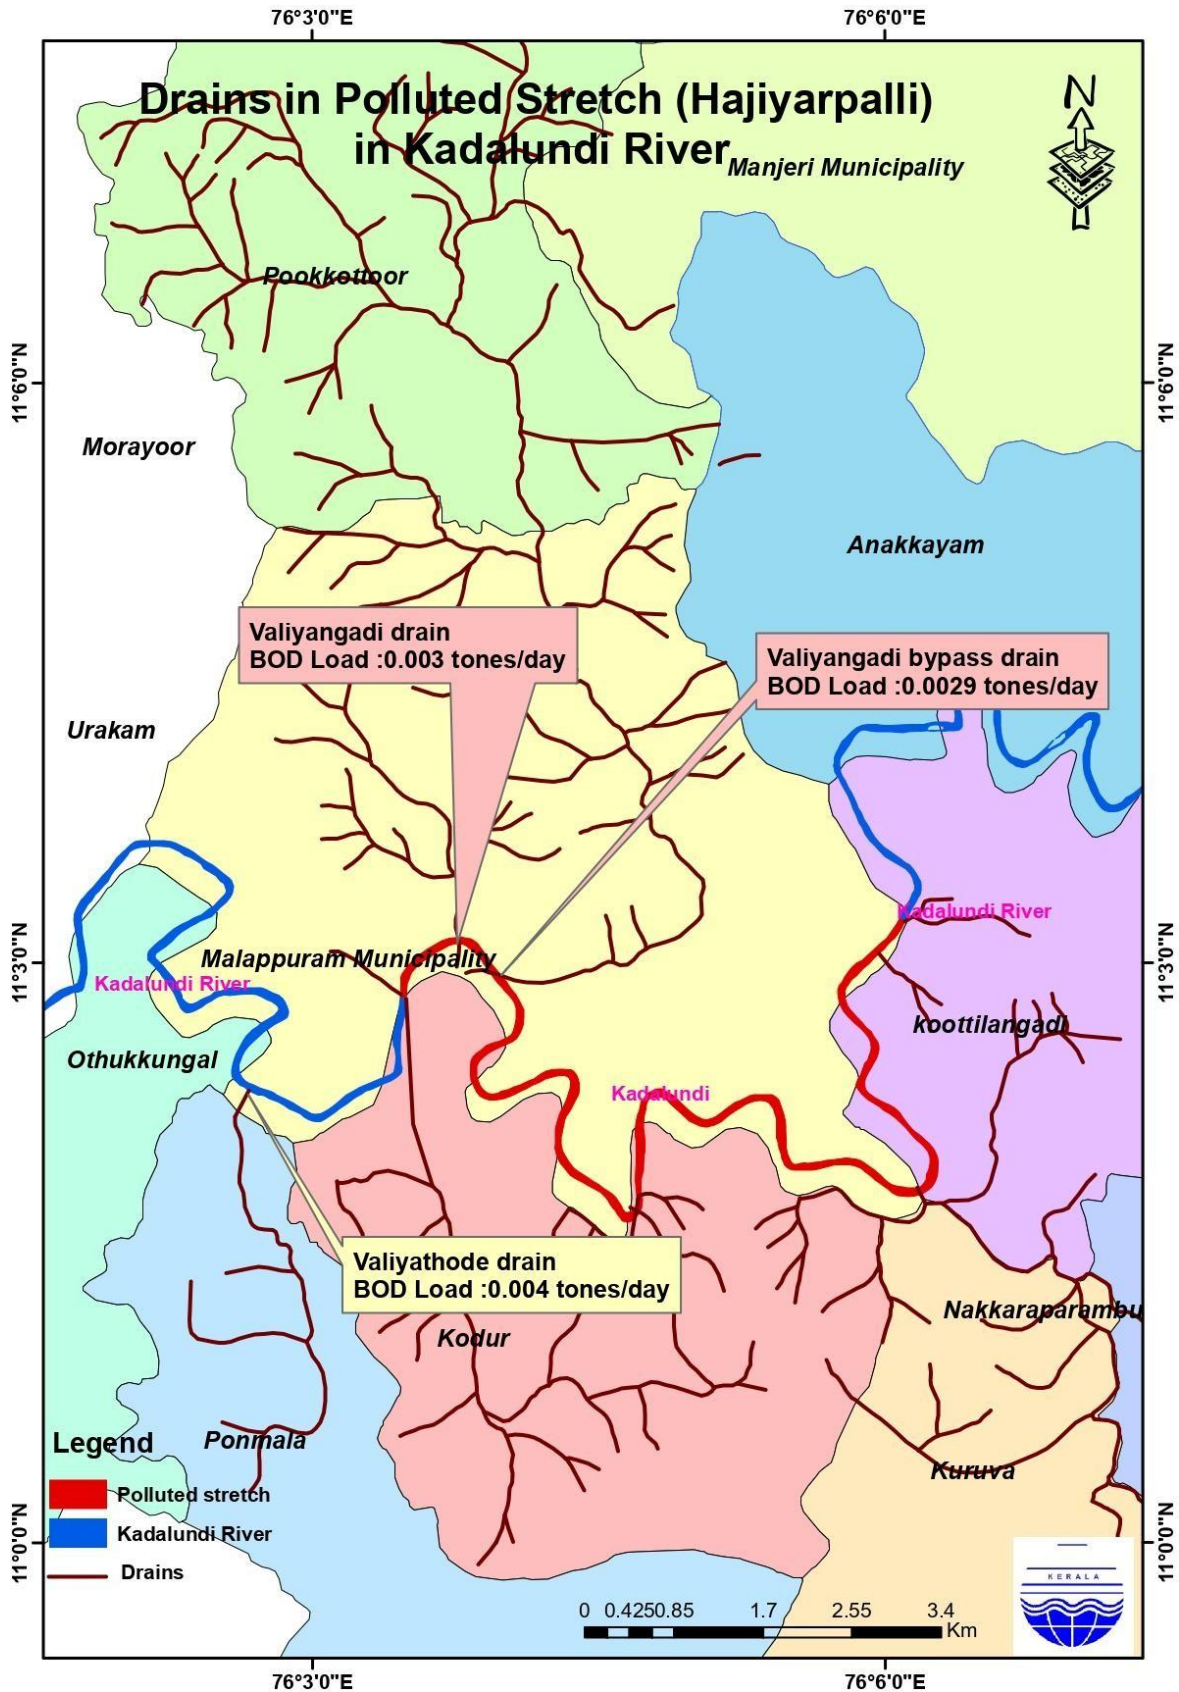 76°3'0"E
76°6'0"E
Drains in Polluted Stretch (Hajiyarpalli)
in Kadalundi River
N
Manjeri Municipality
Pookkottoor
11°6'0"N
11°6'0"N
Morayoor
Anakkayam
Valiyangadi drain
BOD Load :0.003 tones/day
Valiyangadi bypass drain
BOD Load :0.0029 tones/day
Urakam
Kadalundi River
Malappuram Municipality
11°3'0"N
11°3'0"N
Kadalundi River
koottilangadi
Othukkungal
Kadalundi
Valiyathode drain
BOD Load :0.004 tones/day
Nakkaraparambu
Kodur
Ponmala
Kuruva
Legend
Polluted stretch
Kadalundi River
Drains
11°0'0"N
11°0'0"N
KERALA
0 0.4250.85 1.7 2.55 3.4
Km
76°3'0"E
76°6'0"E